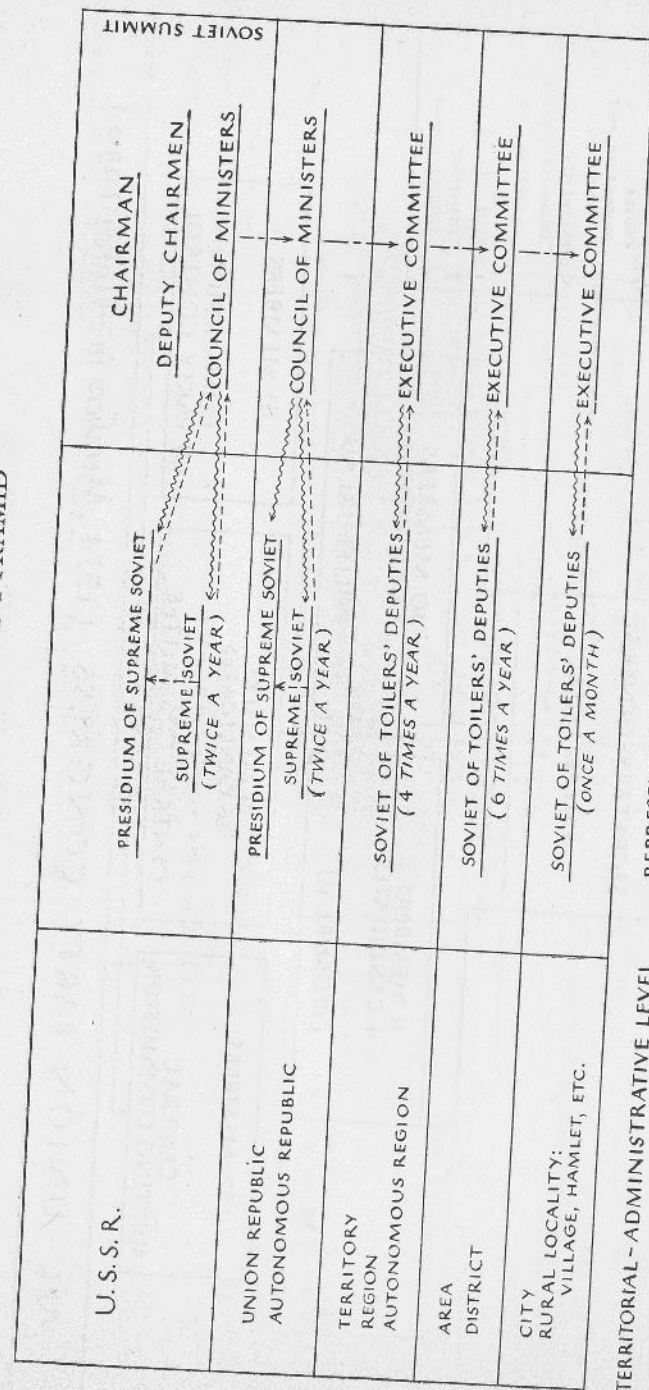 U.S.S.R.
PRESIDIUM OF SUPREME SOVIET
SUPREME SOVIET
(TWICE A YEAR)
CHAIRMAN
DEPUTY CHAIRMEN
COUNCIL OF MINISTERS
SOVIET SUMMIT
UNION REPUBLIC
AUTONOMOUS REPUBLIC
PRESIDIUM OF SUPREME SOVIET
SUPREME SOVIET
(TWICE A YEAR)
COUNCIL OF MINISTERS
TERRITORY
REGION
AUTONOMOUS REGION
SOVIET OF TOILERS' DEPUTIES
(4 TIMES A YEAR)
EXECUTIVE COMMITTEE
AREA
DISTRICT
SOVIET OF TOILERS' DEPUTIES
(6 TIMES A YEAR)
EXECUTIVE COMMITTEE
CITY
RURAL LOCALITY:
VILLAGE, HAMLET, ETC.
SOVIET OF TOILERS' DEPUTIES
(ONCE A MONTH)
EXECUTIVE COMMITTEE
TERRITORIAL-ADMINISTRATIVE LEVEL